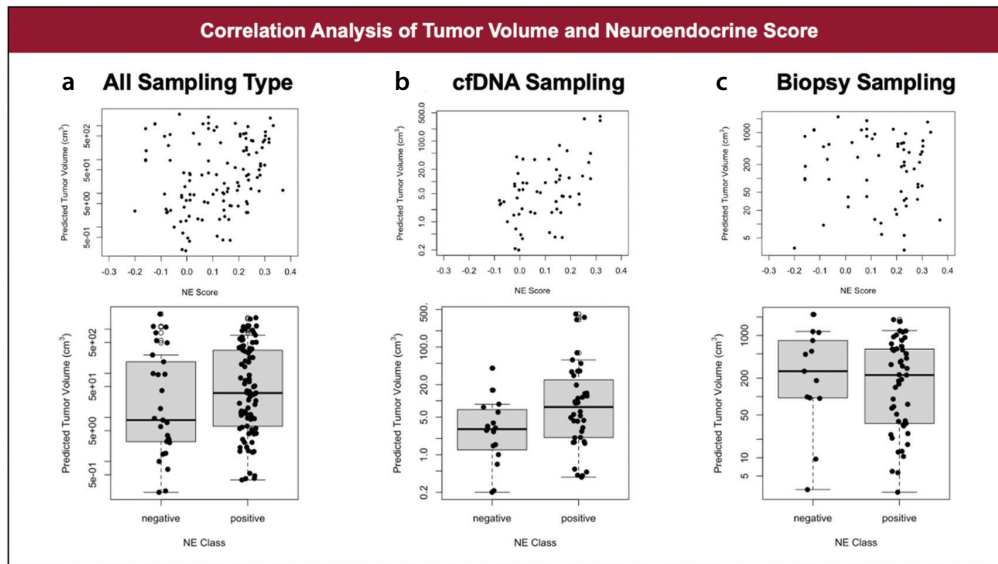 Correlation Analysis of Tumor Volume and Neuroendocrine Score
a All Sampling Type
Predicted Tumor Volume (cm³)
5e+02
5e+01
5e+00
5e-01
-0.3 -0.2 -0.1 0.0 0.1 0.2 0.3 0.4
NE Score
Predicted Tumor Volume (cm³)
5e+02
5e+01
5e+00
5e-01
negative positive
NE Class
b cfDNA Sampling
Predicted Tumor Volume (cm³)
500.0
100.0
20.0
5.0
1.0
0.2
-0.3 -0.2 -0.1 0.0 0.1 0.2 0.3 0.4
NE Score
Predicted Tumor Volume (cm³)
500.
100.0
20.0
5.0
1.0
0.2
negative positive
NE Class
c Biopsy Sampling
Predicted Tumor Volume (cm³)
1000
200
50
20
5
-0.3 -0.2 -0.1 0.0 0.1 0.2 0.3 0.4
NE Score
Predicted Tumor Volume (cm³)
1000
200
50
10
5
negative positive
NE Class